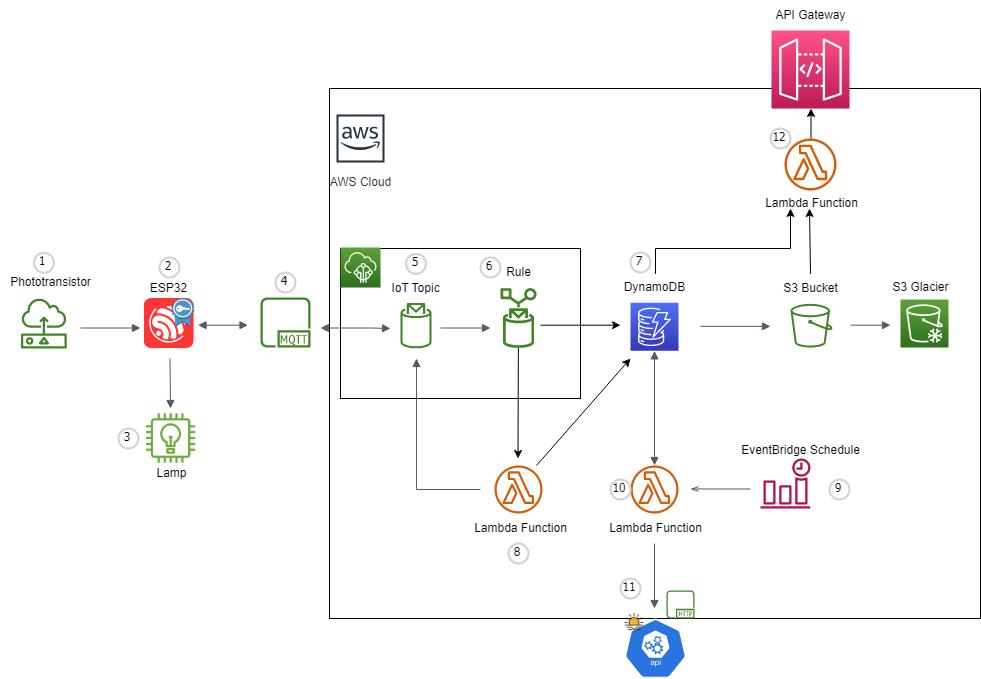 API Gateway
</>
aws
AWS Cloud
12
Lambda Function
1
Phototransistor
2
ESP32
4
MQTT
5
IoT Topic
6
Rule
7
DynamoDB
S3 Bucket
S3 Glacier
3
Lamp
EventBridge Schedule
9
10
Lambda Function
Lambda Function
8
11
HTTP
api